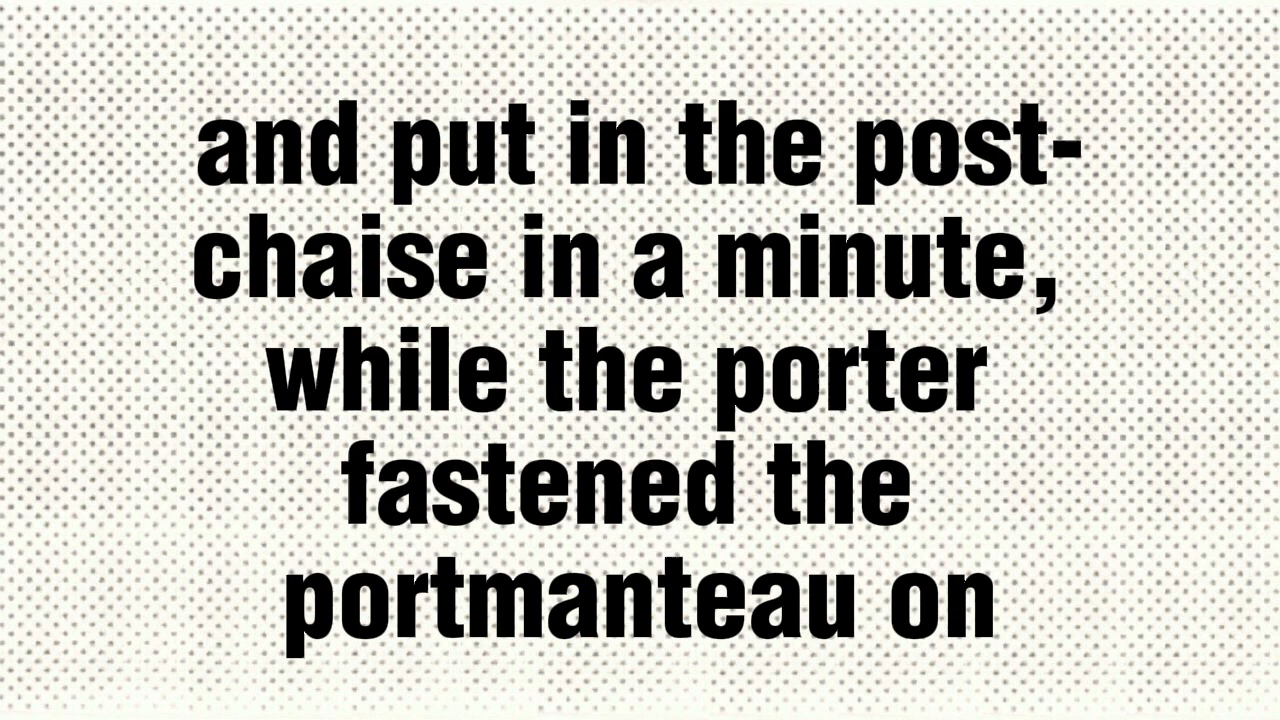 and put in the post-
chaise in a minute,
while the porter
fastened the
portmanteau on